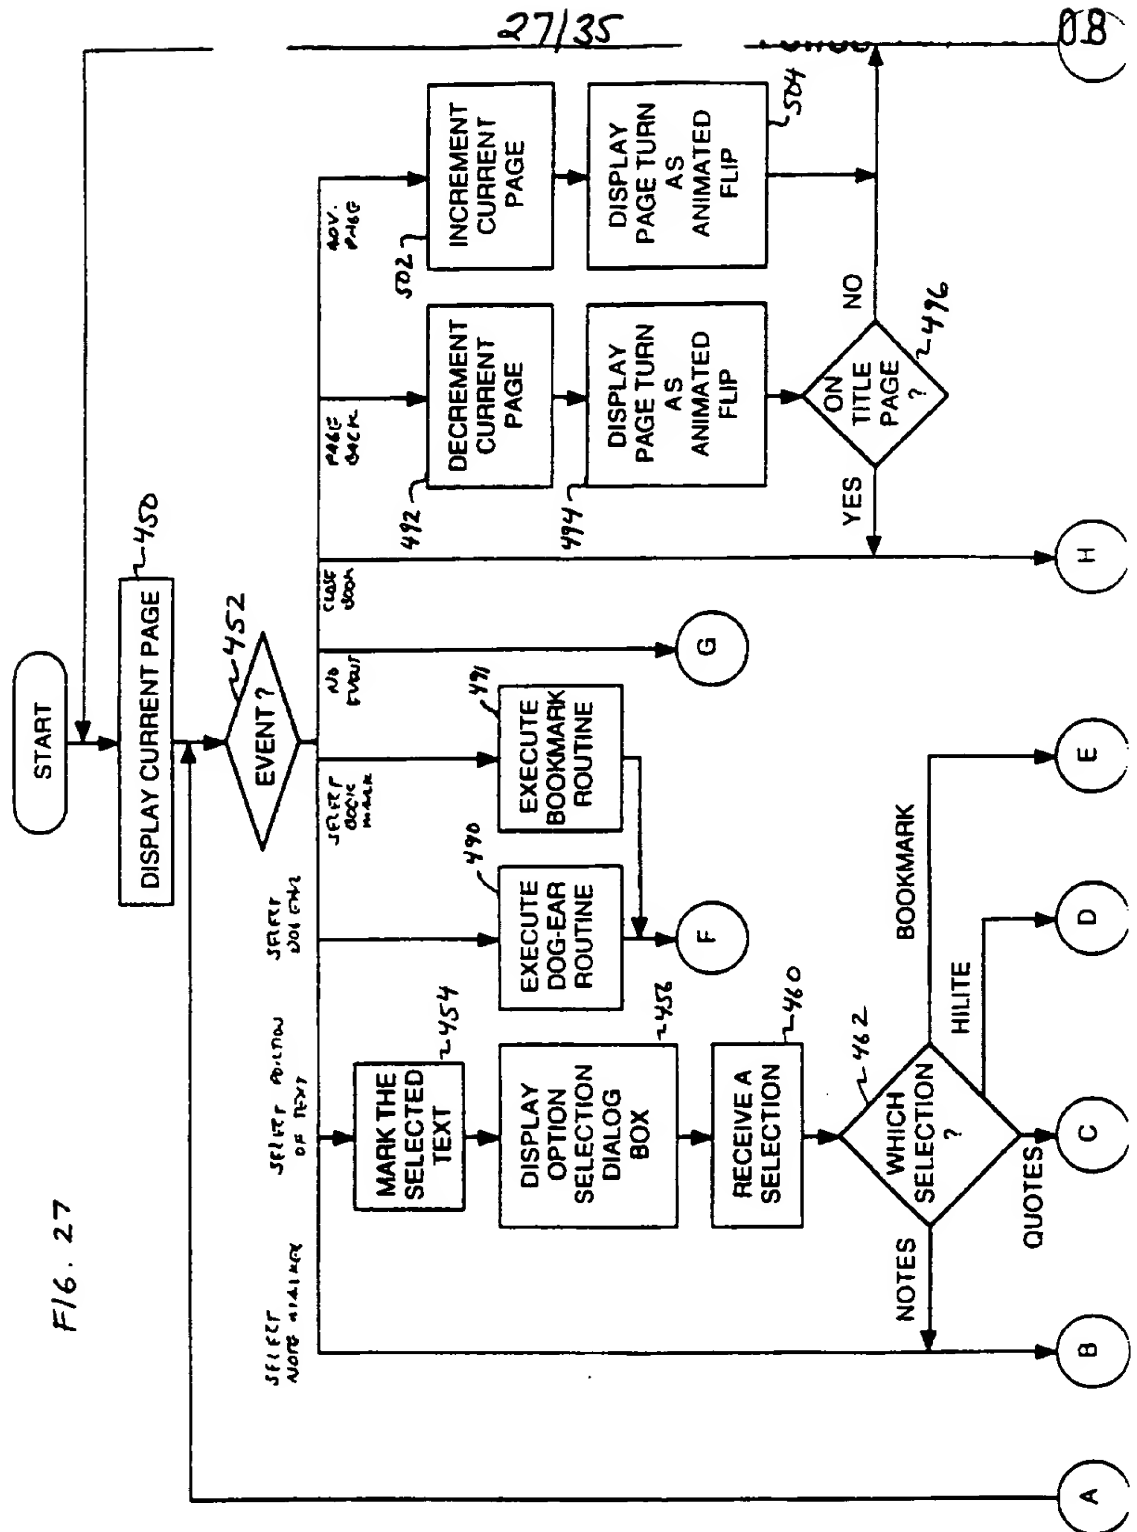 27/35
08
FIG. 27
START
DISPLAY CURRENT PAGE
450
EVENT?
452
SELECT
NOTE MARKER
SELECT PORTION
OF TEXT
SELECT
DOG EAR
SELECT
BOOK
MARK
NO
EVENT
CLOSE
BOOK
PAGE
BACK
ADV.
PAGE
MARK THE
SELECTED
TEXT
454
DISPLAY
OPTION
SELECTION
DIALOG
BOX
456
RECEIVE A
SELECTION
460
WHICH
SELECTION
?
462
NOTES
QUOTES
HILITE
BOOKMARK
EXECUTE
DOG-EAR
ROUTINE
490
EXECUTE
BOOKMARK
ROUTINE
491
DECREMENT
CURRENT
PAGE
492
DISPLAY
PAGE TURN
AS
ANIMATED
FLIP
494
ON
TITLE
PAGE
?
496
YES
NO
INCREMENT
CURRENT
PAGE
502
DISPLAY
PAGE TURN
AS
ANIMATED
FLIP
504
A
B
C
D
E
F
G
H